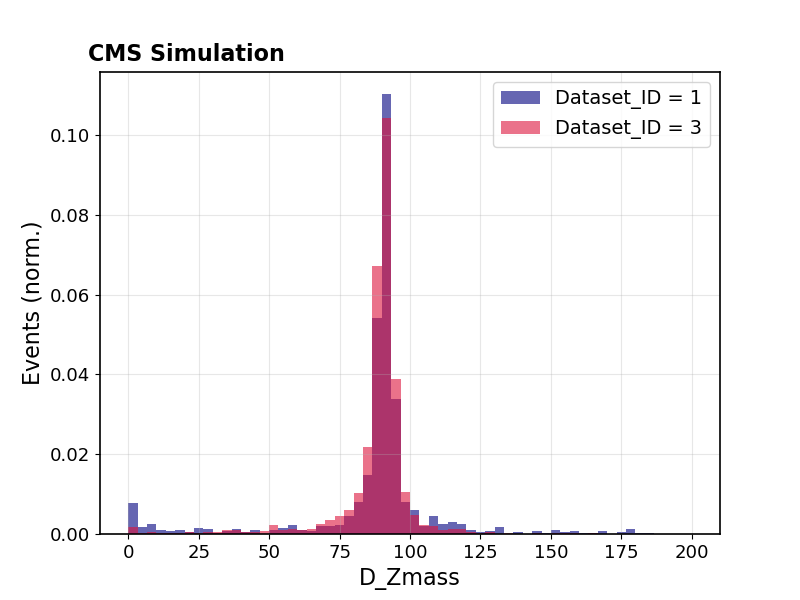 CMS Simulation
Dataset_ID = 1
Dataset_ID = 3
Events (norm.)
0.10
0.08
0.06
0.04
0.02
0.00
0 25 50 75 100 125 150 175 200
D_Zmass